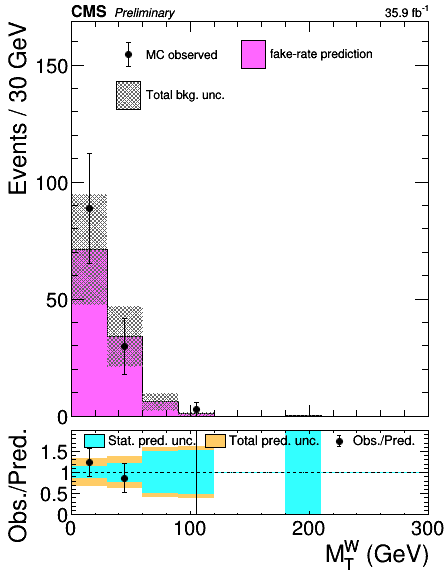 CMS Preliminary 35.9 fb⁻¹
MC observed fake-rate prediction
Total bkg. unc.
Events / 30 GeV
150
100
50
0
Stat. pred. unc. Total pred. unc. Obs./Pred.
Obs./Pred.
1.5
1
0.5
0
0 100 200 300
M_T^W (GeV)